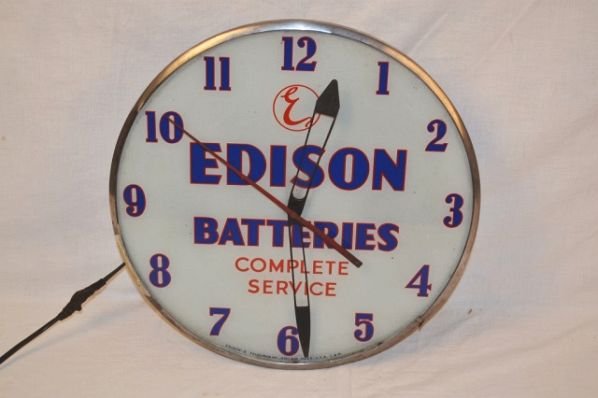 12
11 1
E
10 2
EDISON
9 3
BATTERIES
COMPLETE
8 4
SERVICE
7 5
6